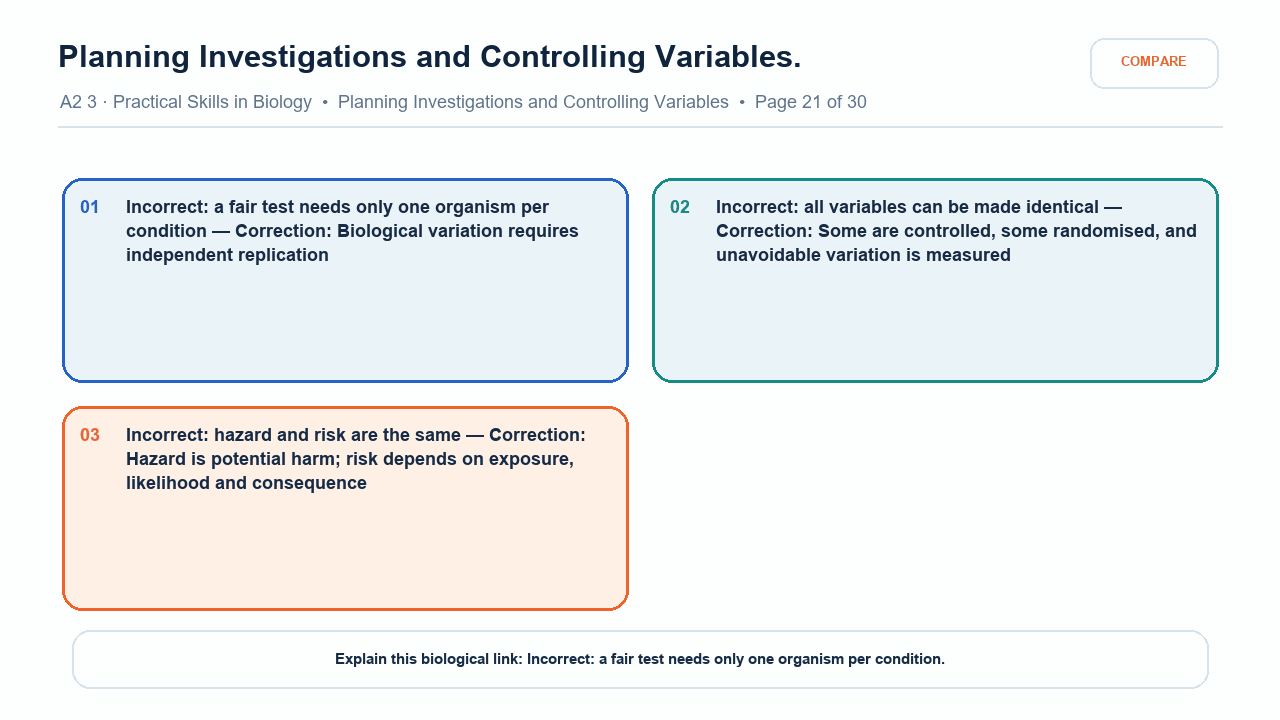 Planning Investigations and Controlling Variables.
COMPARE
A2 3 · Practical Skills in Biology • Planning Investigations and Controlling Variables • Page 21 of 30
01
Incorrect: a fair test needs only one organism per
condition — Correction: Biological variation requires
independent replication
02
Incorrect: all variables can be made identical —
Correction: Some are controlled, some randomised, and
unavoidable variation is measured
03
Incorrect: hazard and risk are the same — Correction:
Hazard is potential harm; risk depends on exposure,
likelihood and consequence
Explain this biological link: Incorrect: a fair test needs only one organism per condition.